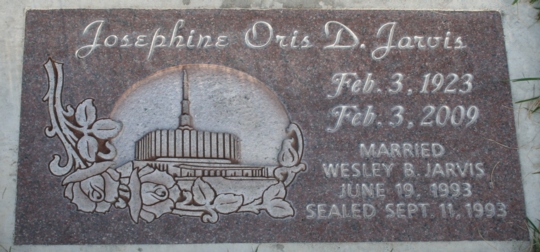 Josephine Oris D. Jarvis
Feb. 3, 1923
Feb. 3, 2009
MARRIED
WESLEY B. JARVIS
JUNE 19, 1993
SEALED SEPT. 11, 1993